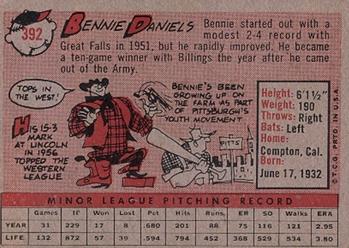 392
BENNIE DANIELS
Bennie started out with a
modest 2-4 record with
Great Falls in 1951, but he rapidly improved. He became
a ten-game winner with Billings the year after he came
out of the Army.
TOPS IN
THE WEST!
HIS 15-3
MARK
AT LINCOLN
IN 1956
TOPPED THE
WESTERN
LEAGUE
BENNIE'S BEEN
GROWING UP ON
THE FARM AS PART
OF PITTSBURGH'S
YOUTH MOVEMENT
PITTS
Height: 6'1½"
Weight: 190
Throws: Right
Bats: Left
Home:
Compton, Cal.
Born:
June 17, 1932
© T.C.G. PRTD. IN U.S.A.
MINOR LEAGUE PITCHING RECORD
Games IP Won Lost Pct. Hits Runs ER SO Walks ERA
YEAR 31 229 17 8 .680 201 88 75 116 121 2.95
LIFE 132 872 57 39 .594 794 452 368 529 534 3.80